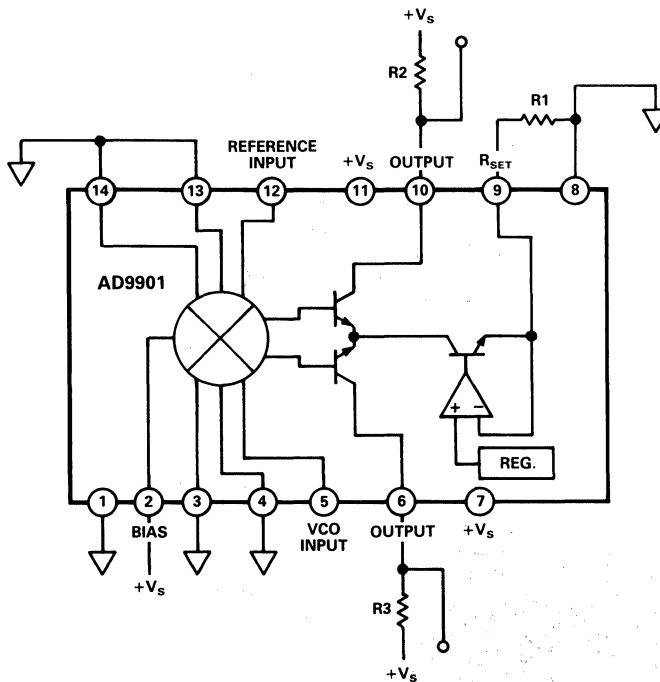 +VS
R2
R1
REFERENCE
INPUT
+VS
OUTPUT
RSET
14
13
12
11
10
9
8
AD9901
+ −
REG.
1
2
3
4
5
6
7
BIAS
VCO
INPUT
OUTPUT
+VS
+VS
R3
+VS